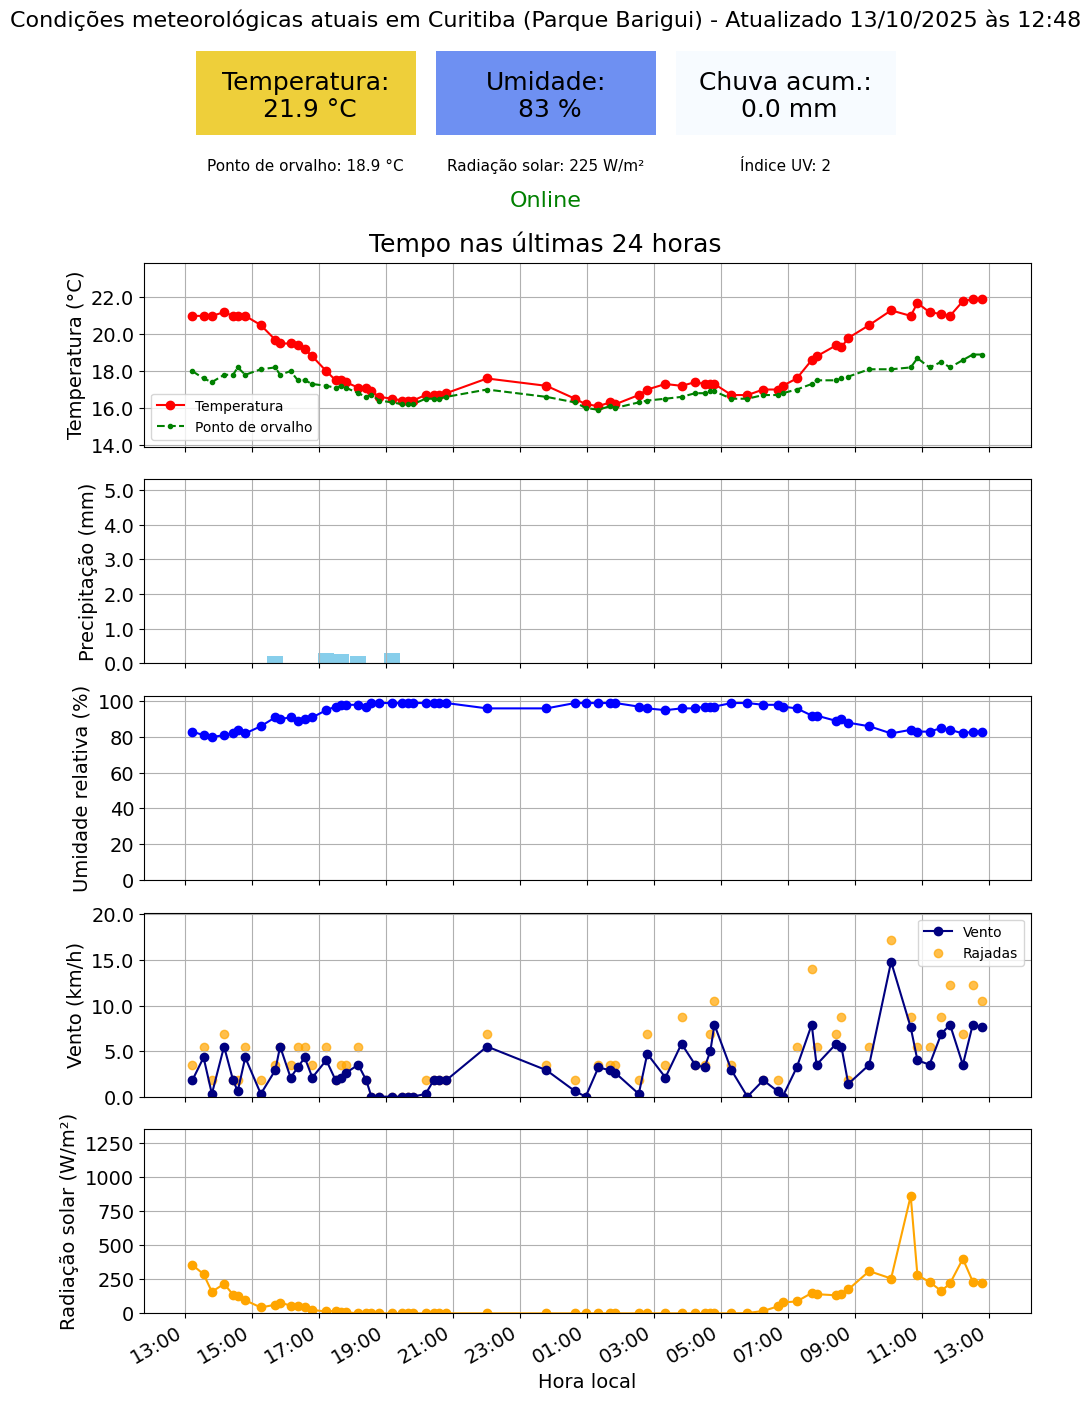 Condições meteorológicas atuais em Curitiba (Parque Barigui) - Atualizado 13/10/2025 às 12:48
Temperatura:
21.9 °C
Umidade:
83 %
Chuva acum.:
0.0 mm
Ponto de orvalho: 18.9 °C
Radiação solar: 225 W/m²
Índice UV: 2
Online
Tempo nas últimas 24 horas
Temperatura (°C)
22.0
20.0
18.0
16.0
14.0
Temperatura
Ponto de orvalho
Precipitação (mm)
5.0
4.0
3.0
2.0
1.0
0.0
Umidade relativa (%)
100
80
60
40
20
0
Vento (km/h)
20.0
15.0
10.0
5.0
0.0
Vento
Rajadas
Radiação solar (W/m²)
1250
1000
750
500
250
0
13:00
15:00
17:00
19:00
21:00
23:00
01:00
03:00
05:00
07:00
09:00
11:00
13:00
Hora local